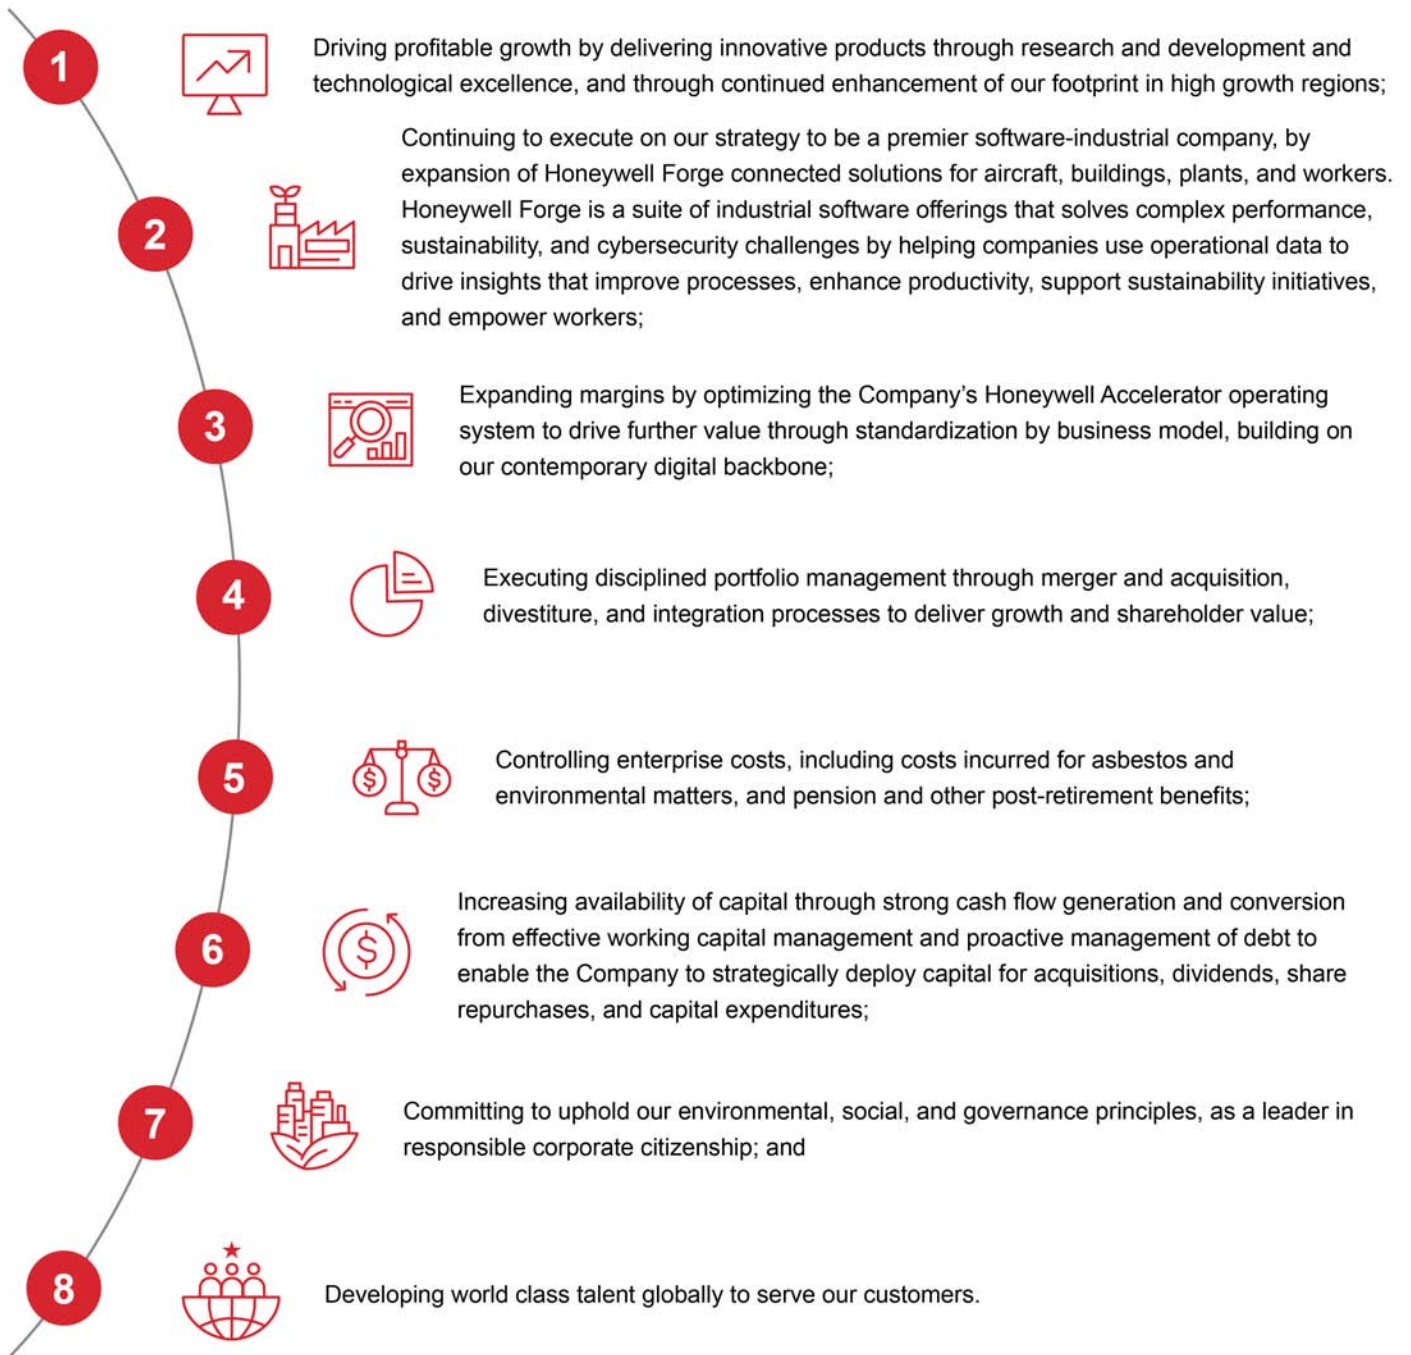 1
Driving profitable growth by delivering innovative products through research and development and
technological excellence, and through continued enhancement of our footprint in high growth regions;
2
Continuing to execute on our strategy to be a premier software-industrial company, by
expansion of Honeywell Forge connected solutions for aircraft, buildings, plants, and workers.
Honeywell Forge is a suite of industrial software offerings that solves complex performance,
sustainability, and cybersecurity challenges by helping companies use operational data to
drive insights that improve processes, enhance productivity, support sustainability initiatives,
and empower workers;
3
Expanding margins by optimizing the Company’s Honeywell Accelerator operating
system to drive further value through standardization by business model, building on
our contemporary digital backbone;
4
Executing disciplined portfolio management through merger and acquisition,
divestiture, and integration processes to deliver growth and shareholder value;
5
$ $
Controlling enterprise costs, including costs incurred for asbestos and
environmental matters, and pension and other post-retirement benefits;
6
$
Increasing availability of capital through strong cash flow generation and conversion
from effective working capital management and proactive management of debt to
enable the Company to strategically deploy capital for acquisitions, dividends, share
repurchases, and capital expenditures;
7
Committing to uphold our environmental, social, and governance principles, as a leader in
responsible corporate citizenship; and
8
Developing world class talent globally to serve our customers.